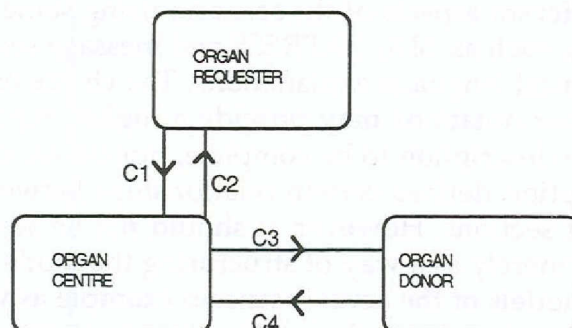 ORGAN
REQUESTER
C1
C2
ORGAN
CENTRE
C3
C4
ORGAN
DONOR